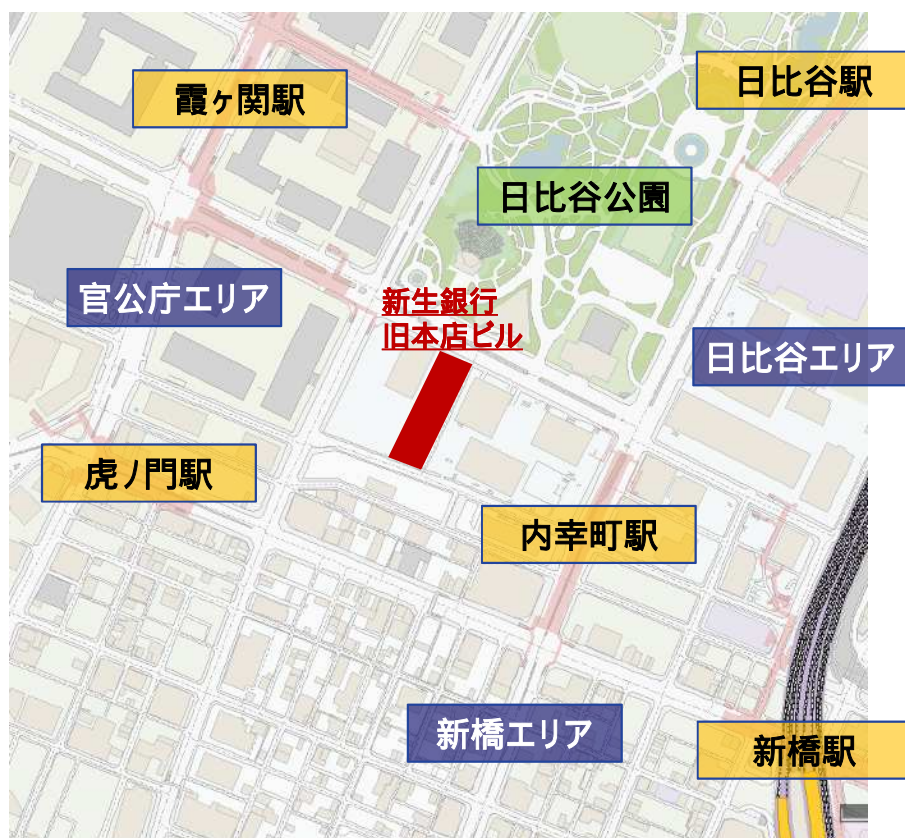 日比谷駅
霞ヶ関駅
日比谷公園
官公庁エリア
新生銀行
旧本店ビル
日比谷エリア
虎ノ門駅
内幸町駅
新橋エリア
新橋駅